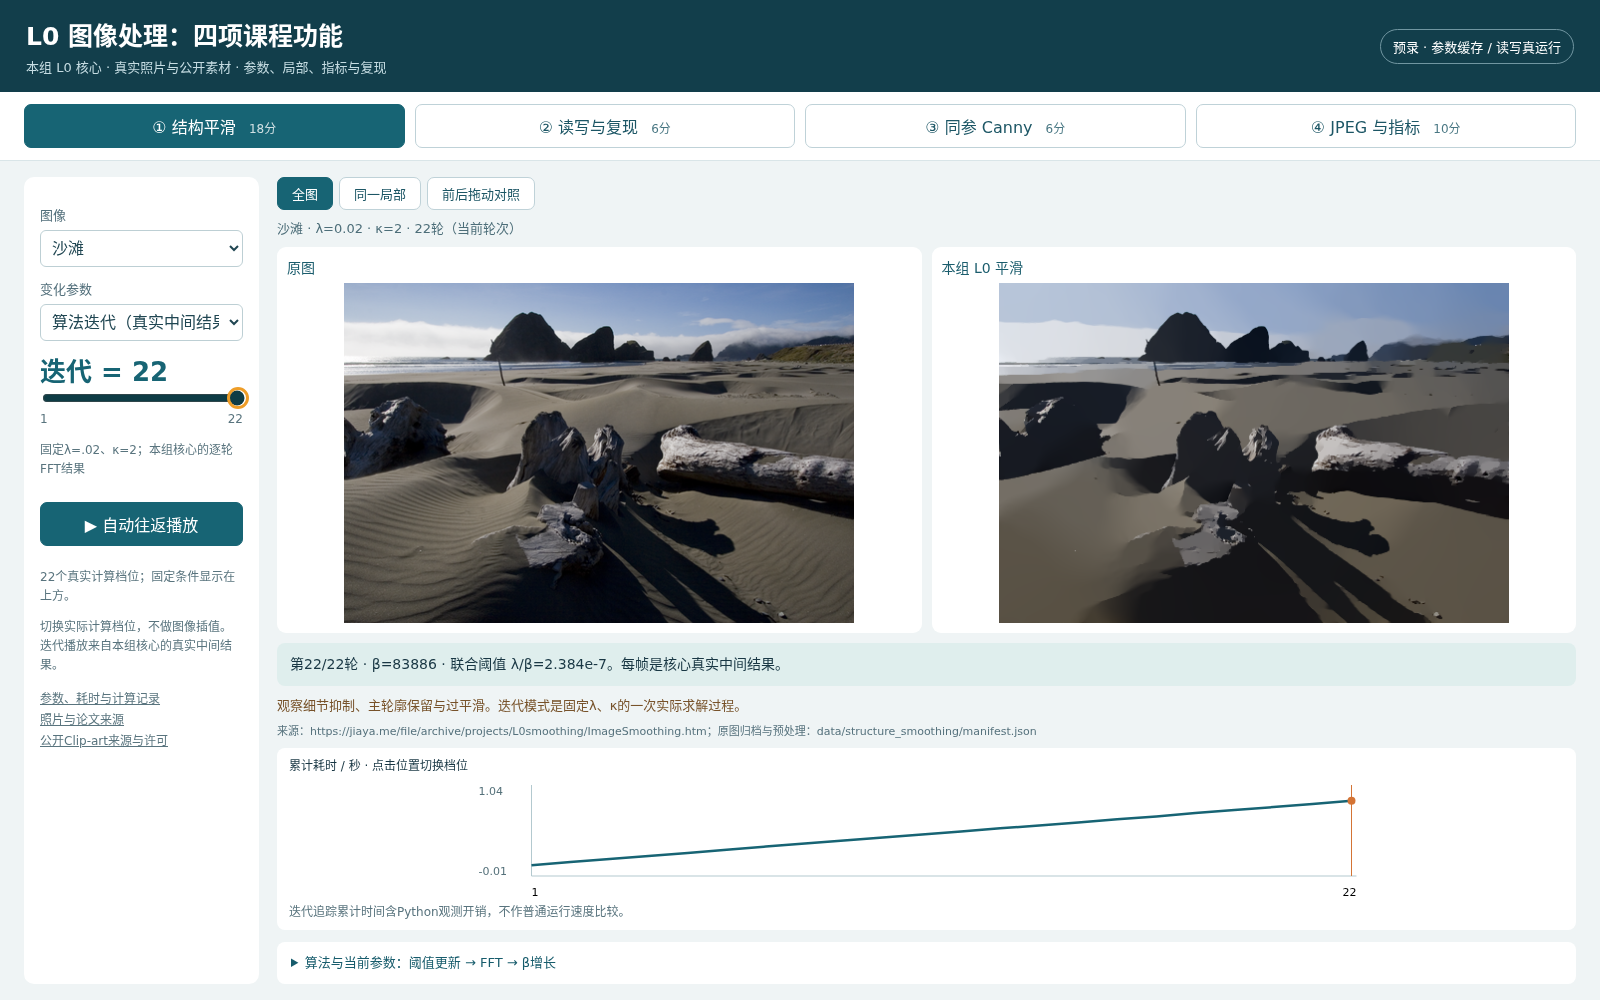 L0 图像处理：四项课程功能
本组 L0 核心 · 真实照片与公开素材 · 参数、局部、指标与复现
预录 · 参数缓存 / 读写真运行
① 结构平滑 18分
② 读写与复现 6分
③ 同参 Canny 6分
④ JPEG 与指标 10分
图像
沙滩
变化参数
算法迭代（真实中间结果
迭代 = 22
1 22
固定λ=.02、κ=2；本组核心的逐轮
FFT结果
▶ 自动往返播放
22个真实计算档位；固定条件显示在
上方。
切换实际计算档位，不做图像插值。
迭代播放来自本组核心的真实中间结
果。
参数、耗时与计算记录
照片与论文来源
公开Clip-art来源与许可
全图
同一局部
前后拖动对照
沙滩 · λ=0.02 · κ=2 · 22轮（当前轮次）
原图
本组 L0 平滑
第22/22轮 · β=83886 · 联合阈值 λ/β=2.384e-7。每帧是核心真实中间结果。
观察细节抑制、主轮廓保留与过平滑。迭代模式是固定λ、κ的一次实际求解过程。
来源：https://jiaya.me/file/archive/projects/L0smoothing/ImageSmoothing.htm；原图归档与预处理：data/structure_smoothing/manifest.json
累计耗时 / 秒 · 点击位置切换档位
1.04
-0.01
1 22
迭代追踪累计时间含Python观测开销，不作普通运行速度比较。
▶ 算法与当前参数：阈值更新 → FFT → β增长